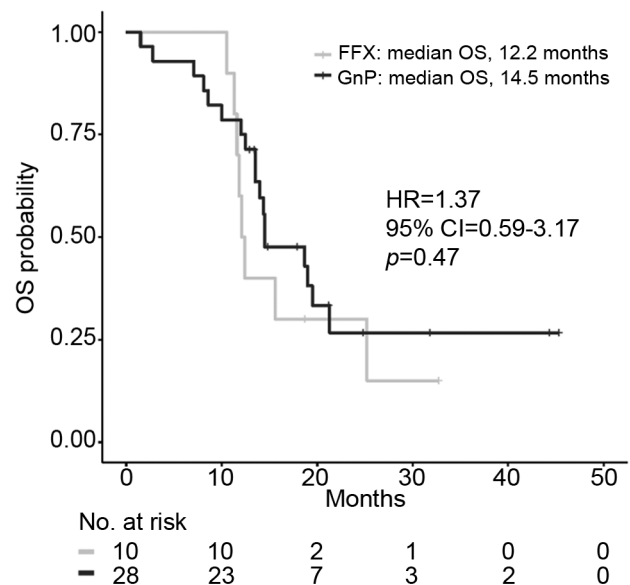 1.00
0.75
0.50
0.25
0.00
OS probability
FFX: median OS, 12.2 months
GnP: median OS, 14.5 months
HR=1.37
95% CI=0.59-3.17
p=0.47
0 10 20 30 40 50
Months
No. at risk
10 10 2 1 0 0
28 23 7 3 2 0